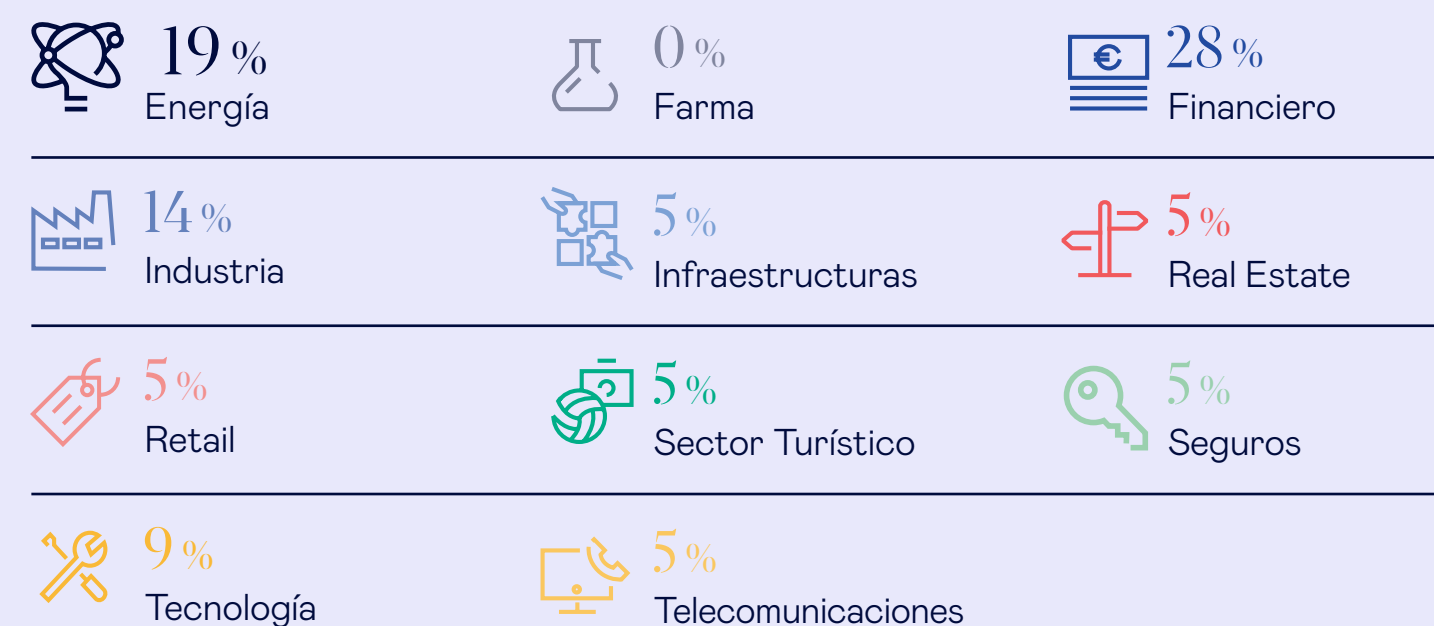 19 %
Energía
0 %
Farma
€
28 %
Financiero
14 %
Industria
5 %
Infraestructuras
5 %
Real Estate
5 %
Retail
5 %
Sector Turístico
5 %
Seguros
9 %
Tecnología
5 %
Telecomunicaciones